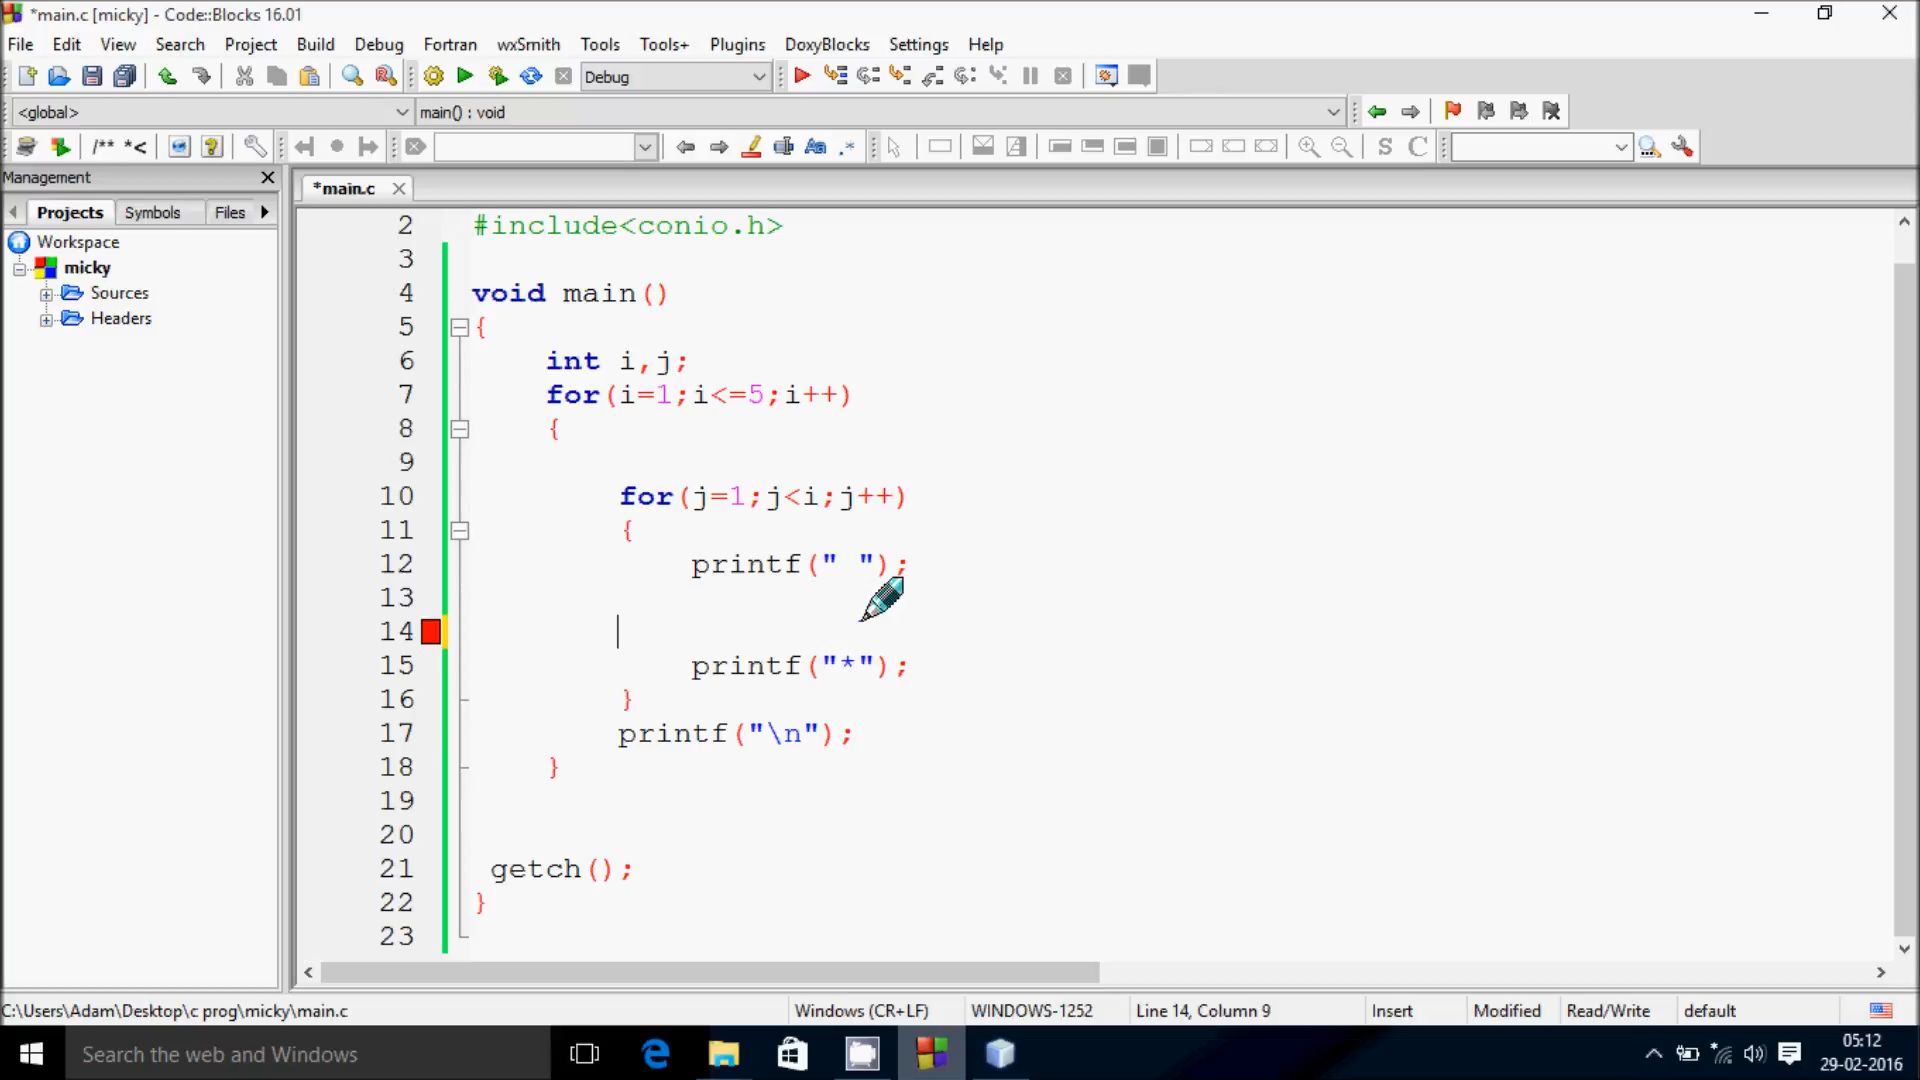 *main.c [micky] - Code::Blocks 16.01
File Edit View Search Project Build Debug Fortran wxSmith Tools Tools+ Plugins DoxyBlocks Settings Help
Debug
<global> main() : void
/** *<
S C
Management
Projects Symbols Files
*main.c
Workspace
micky
Sources
Headers
2 #include<conio.h>
3
4 void main()
5 {
6 int i,j;
7 for(i=1;i<=5;i++)
8 {
9
10 for(j=1;j<i;j++)
11 {
12 printf(" ");
13
14
15 printf("*");
16 }
17 printf("\n");
18 }
19
20
21 getch();
22 }
23
C:\Users\Adam\Desktop\c prog\micky\main.c Windows (CR+LF) WINDOWS-1252 Line 14, Column 9 Insert Modified Read/Write default
Search the web and Windows
05:12
29-02-2016